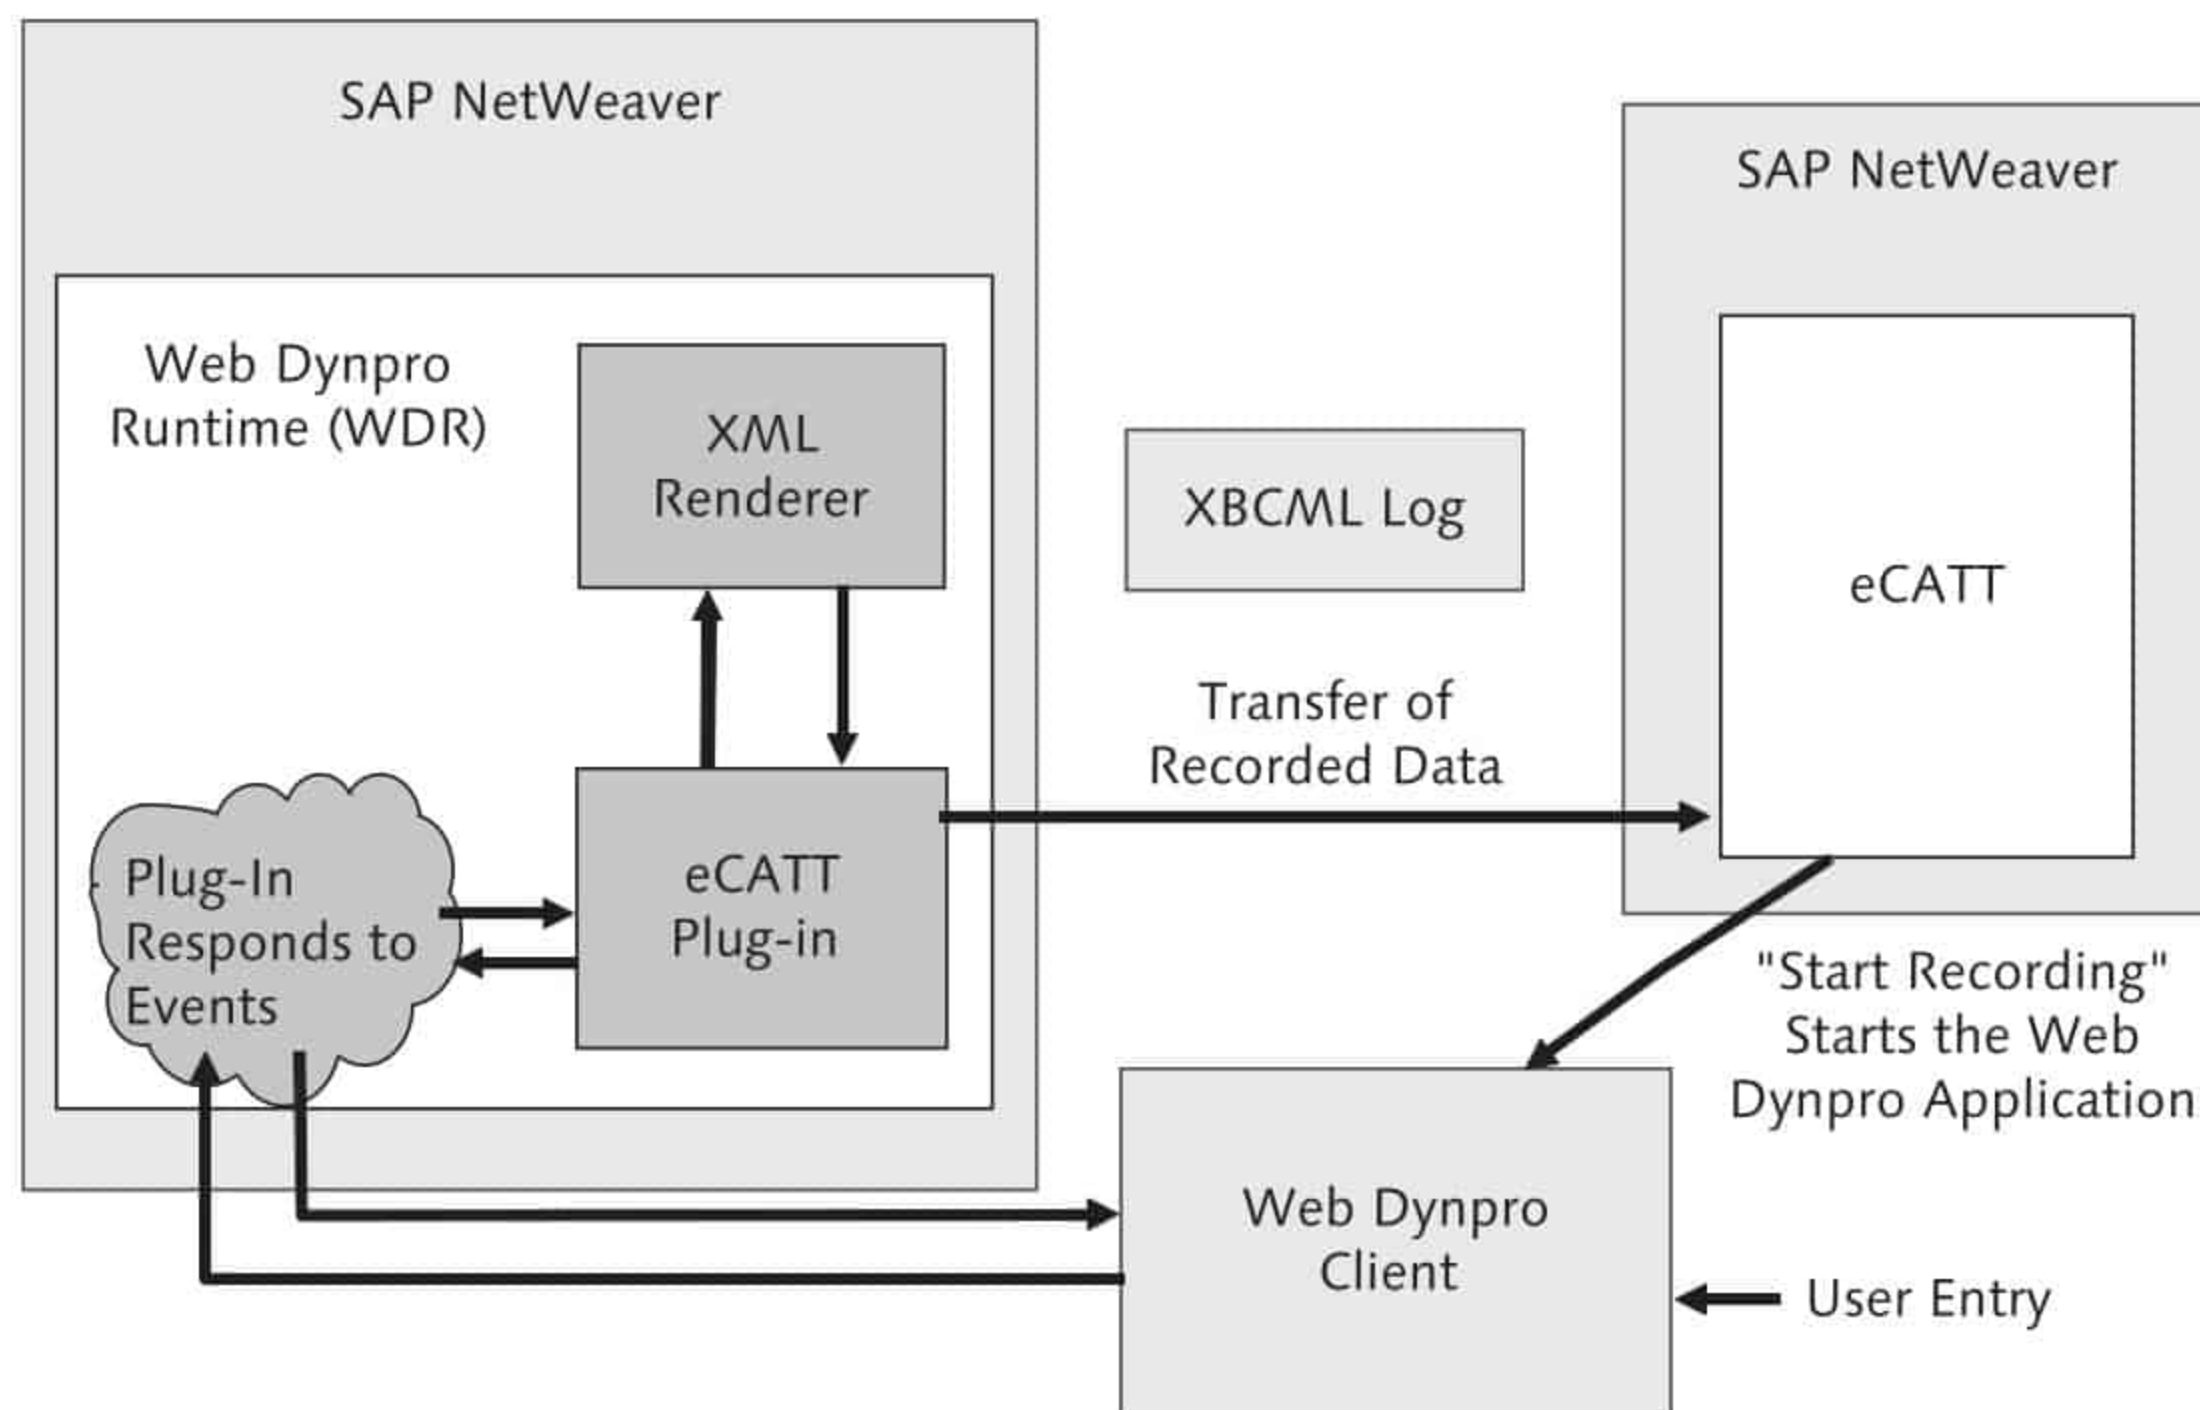 SAP NetWeaver
Web Dynpro
Runtime (WDR)
XML
Renderer
Plug-In
Responds to
Events
eCATT
Plug-in
XBCML Log
Transfer of
Recorded Data
SAP NetWeaver
eCATT
"Start Recording"
Starts the Web
Dynpro Application
Web Dynpro
Client
User Entry